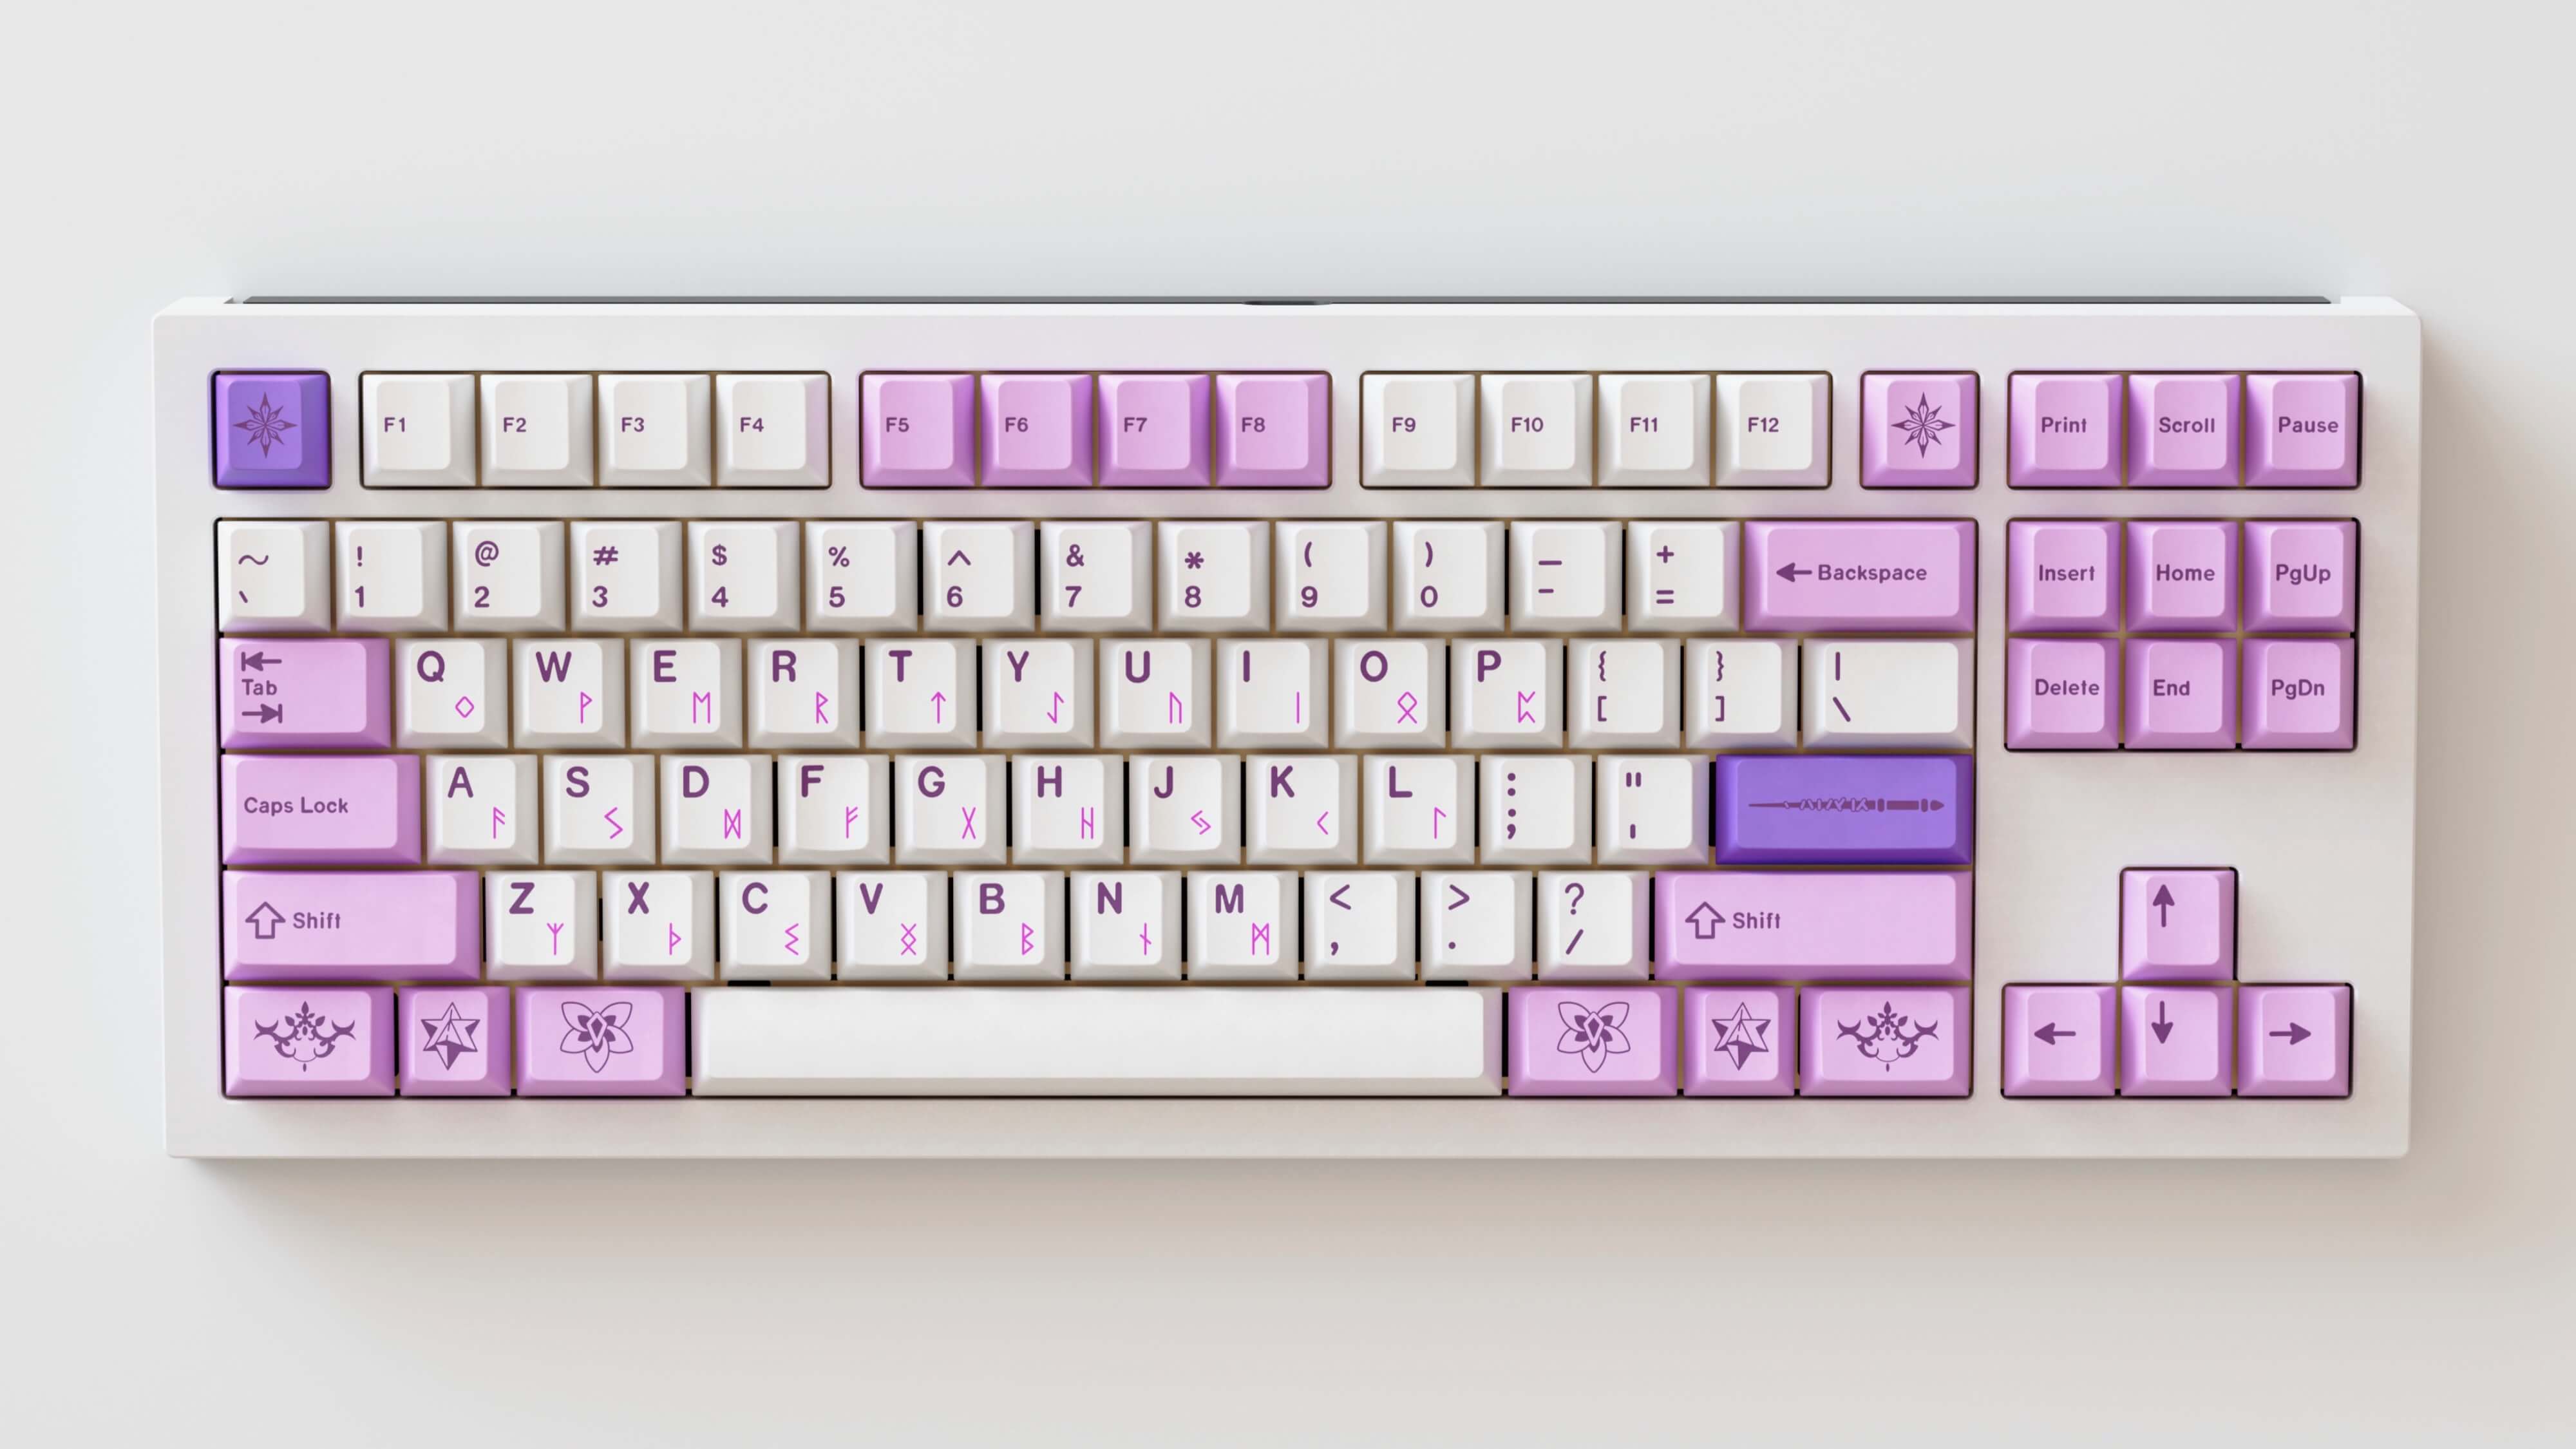 F1 F2 F3 F4 F5 F6 F7 F8 F9 F10 F11 F12 Print Scroll Pause
~ ! @ # $ % ^ & * ( ) _ + ← Backspace Insert Home PgUp
` 1 2 3 4 5 6 7 8 9 0 - =
Tab Q W E R T Y U I O P { } | Delete End PgDn
ᛜ ᚹ ᛖ ᚱ ᛏ ᛇ ᚢ ᛁ ᛟ ᛈ [ ] \
Caps Lock A S D F G H J K L : "
ᚨ ᛋ ᛞ ᚠ ᚷ ᚺ ᛃ ᚲ ᛚ ; '
⇧ Shift Z X C V B N M < > ? ⇧ Shift ↑
ᛉ ᚦ ᛊ ᛝ ᛒ ᚾ ᛗ , . /
← ↓ →